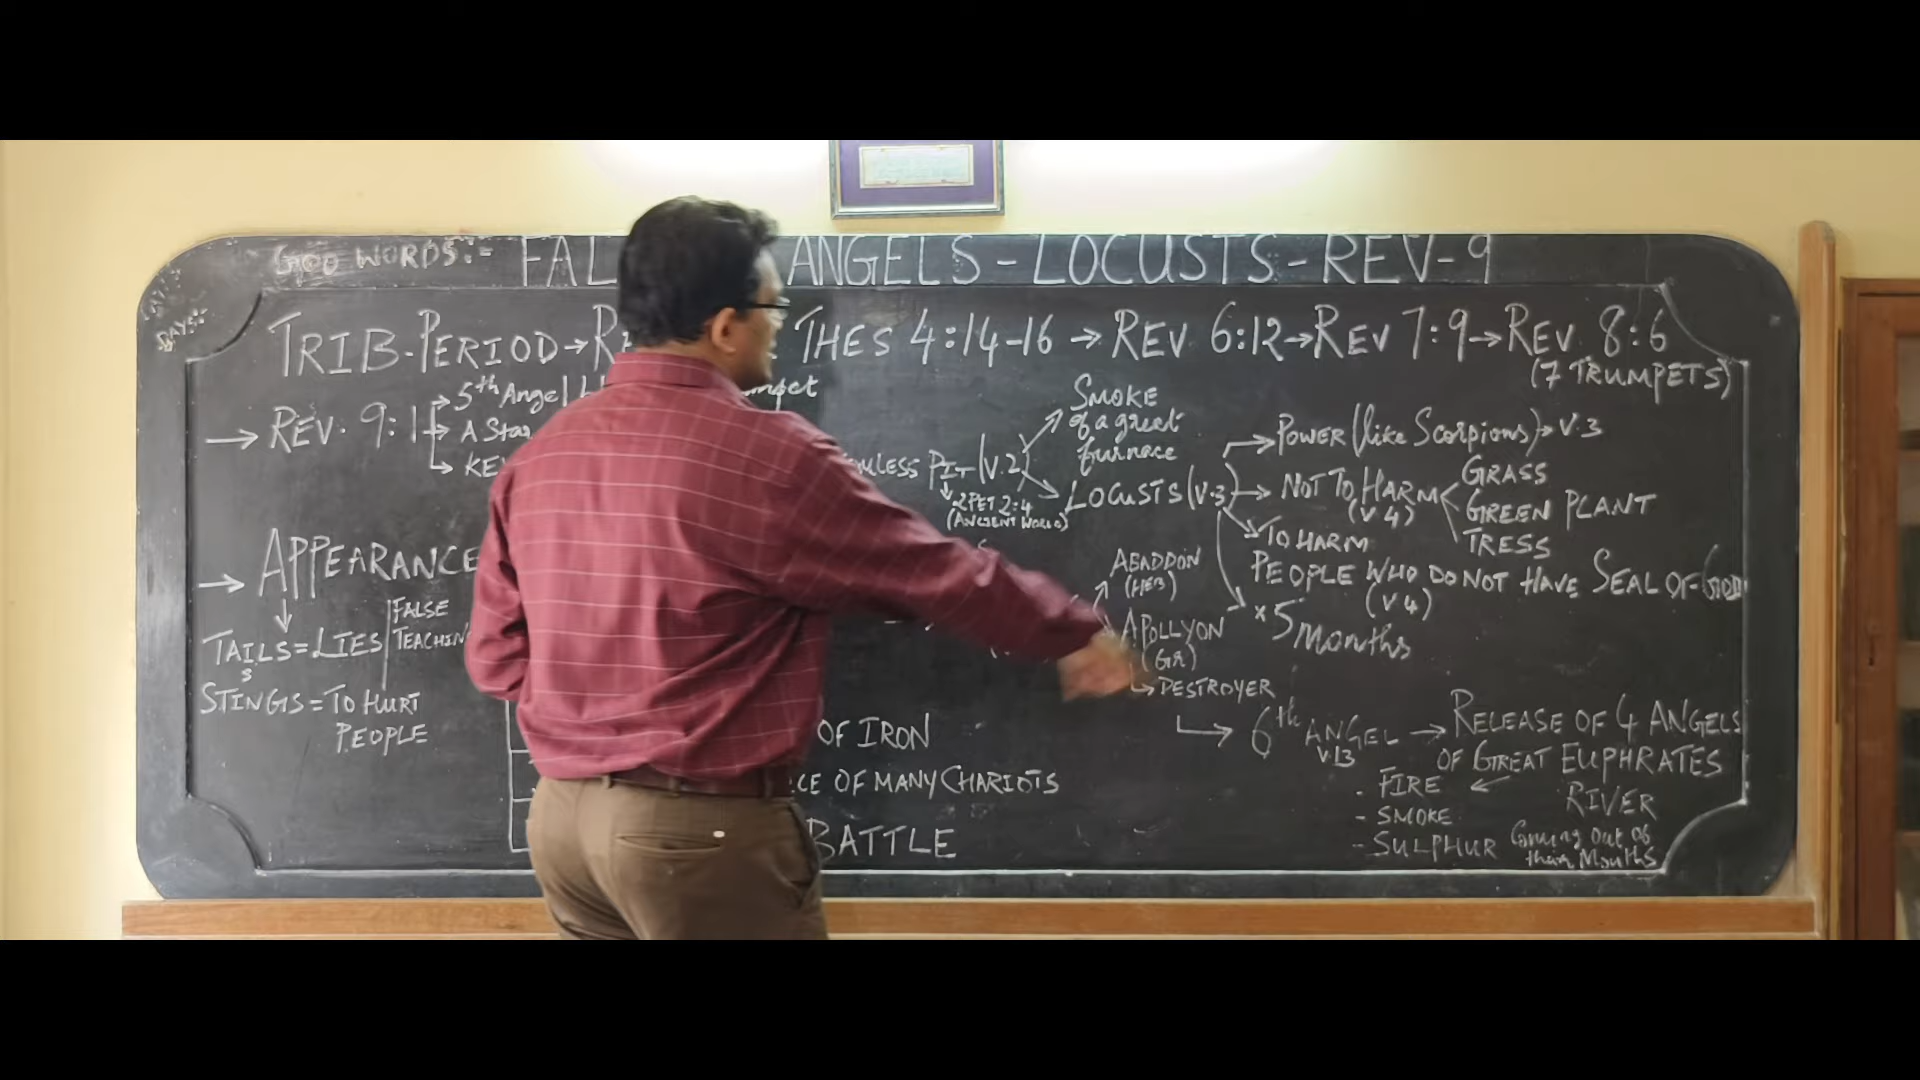 GOOD WORDS:-
FAL ANGELS-LOCUSTS-REV-9
DAYS:-
TRIB-PERIOD→R THES 4:14-16 → REV 6:12→REV 7:9→REV 8:6
(7 TRUMPETS)
→ REV. 9:1
5th Angel
A Star
KEY
PIT (V.2)
2 PET 2:4
(ANCIENT WORLD)
SMOKE
of a great
furnace
LOCUSTS (V.3)
POWER (like Scorpions)→V.3
NOT TO HARM
(V 4)
GRASS
GREEN PLANT
TRESS
TO HARM
PEOPLE WHO DO NOT HAVE SEAL OF GOD
(V 4)
*5 Months
→ APPEARANCE
TAILS=LIES
FALSE
TEACHIN
S
STINGS=TO HURT
PEOPLE
OF IRON
CE OF MANY CHARIOTS
BATTLE
ABADDON
(HEB)
APOLLYON
(GR)
DESTROYER
6th ANGEL → RELEASE OF 4 ANGELS
V.13
OF GREAT EUPHRATES
RIVER
- FIRE
- SMOKE
- SULPHUR Coming out of
their Mouths